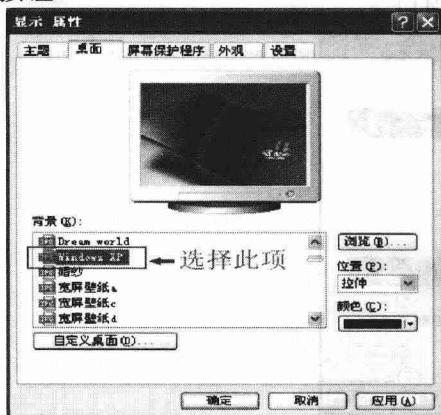 显示 属性
主题 桌面 屏幕保护程序 外观 设置
背景(K):
Dream world
Windows XP
选择此项
婚纱
宽屏壁纸a
宽屏壁纸c
宽屏壁纸d
浏览(B)...
位置(P):
拉伸
颜色(C):
自定义桌面(D)...
确定 取消 应用(A)